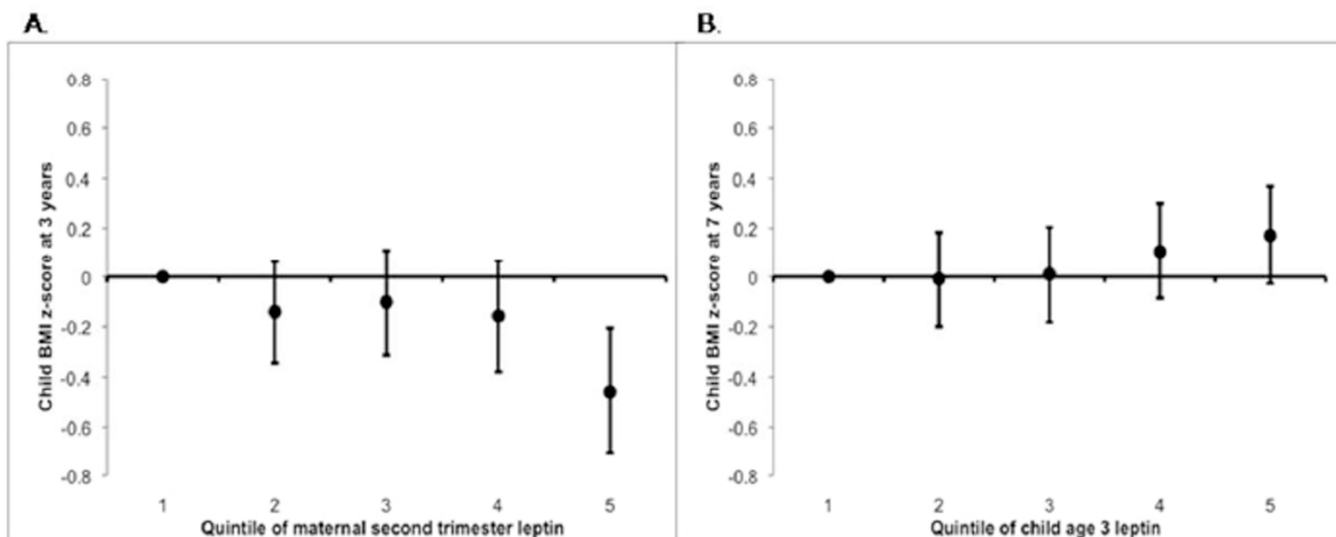 A.
B.
0.8
0.6
0.4
0.2
0
-0.2
-0.4
-0.6
-0.8
Child BMI z-score at 3 years
1 2 3 4 5
Quintile of maternal second trimester leptin
0.8
0.6
0.4
0.2
0
-0.2
-0.4
-0.6
-0.8
Child BMI z-score at 7 years
1 2 3 4 5
Quintile of child age 3 leptin